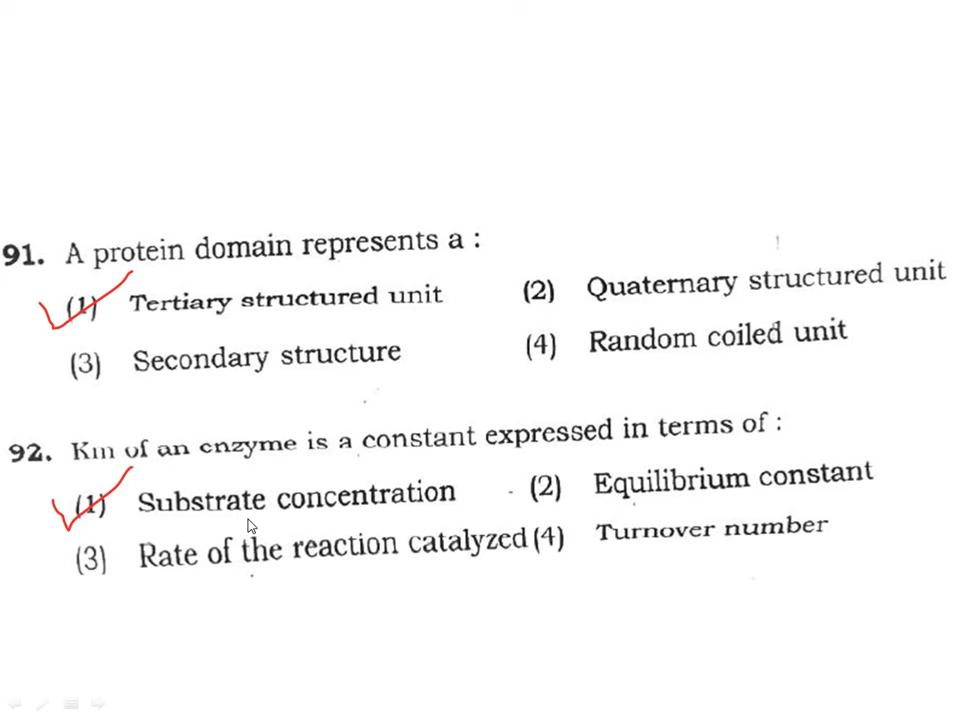 91. A protein domain represents a :
(1) Tertiary structured unit (2) Quaternary structured unit
(3) Secondary structure (4) Random coiled unit
92. Km of an enzyme is a constant expressed in terms of :
(1) Substrate concentration (2) Equilibrium constant
(3) Rate of the reaction catalyzed (4) Turnover number